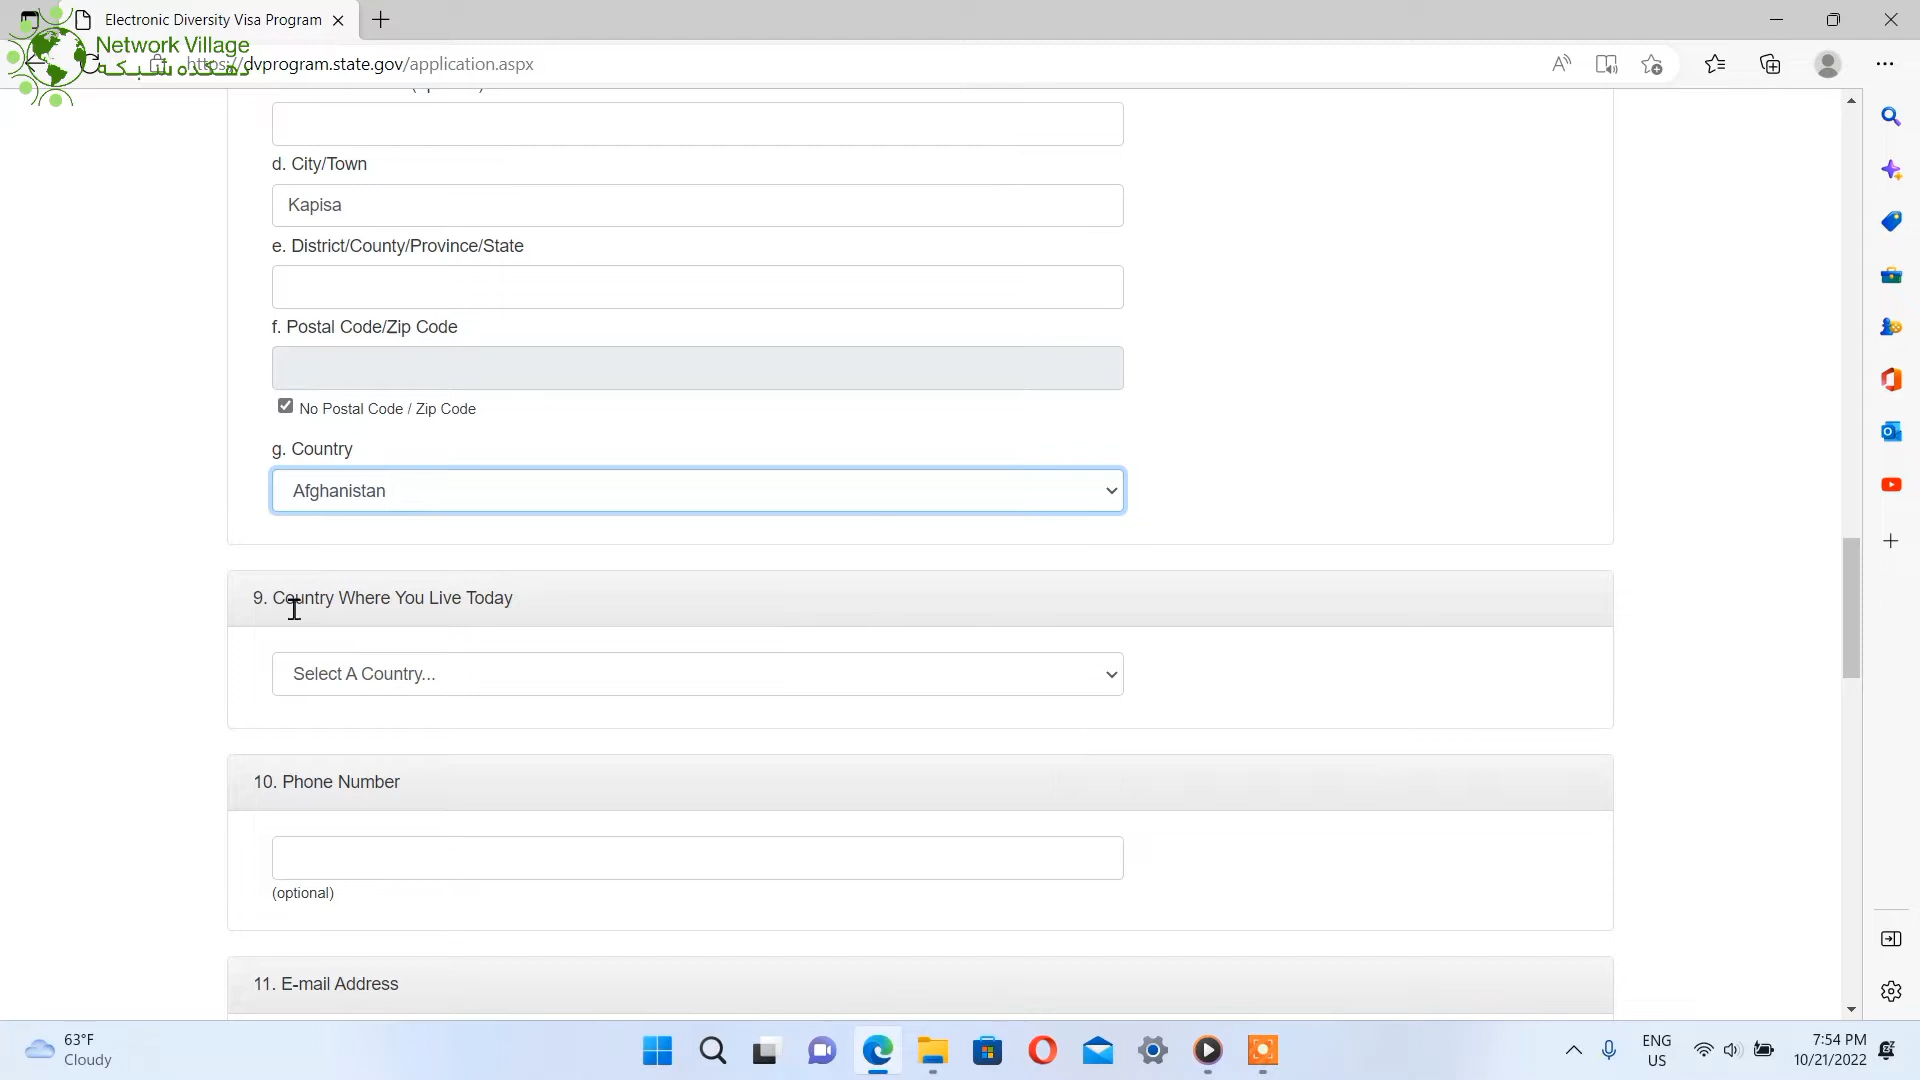 Electronic Diversity Visa Program
Network Village
دهکده شبکه
https://dvprogram.state.gov/application.aspx
d. City/Town
Kapisa
e. District/County/Province/State
f. Postal Code/Zip Code
No Postal Code / Zip Code
g. Country
Afghanistan
9. Country Where You Live Today
Select A Country...
10. Phone Number
(optional)
11. E-mail Address
63°F
Cloudy
ENG
US
7:54 PM
10/21/2022